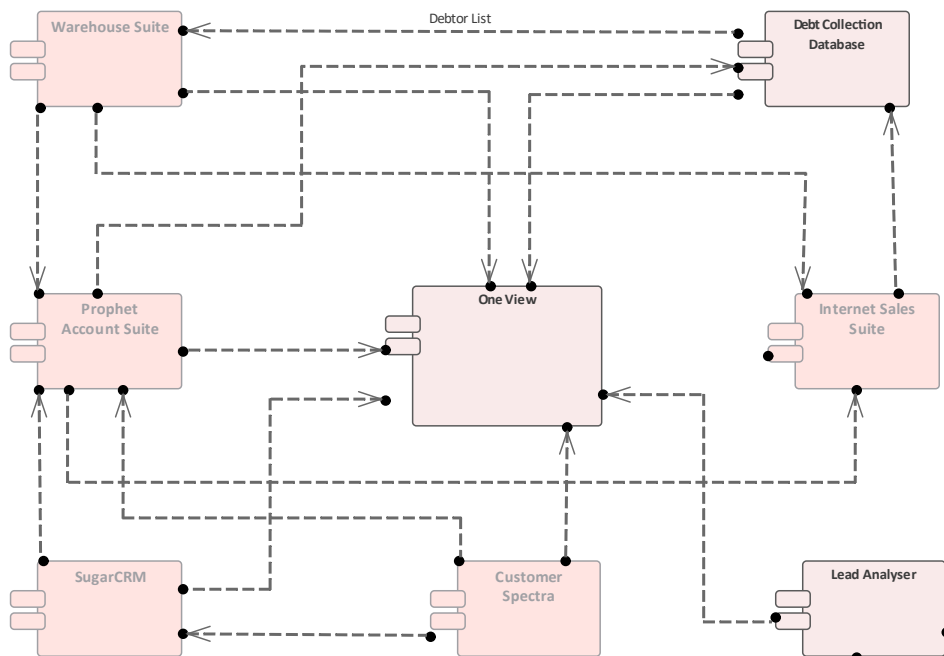 Warehouse Suite
Debtor List
Debt Collection
Database
Prophet
Account Suite
One View
Internet Sales
Suite
SugarCRM
Customer
Spectra
Lead Analyser